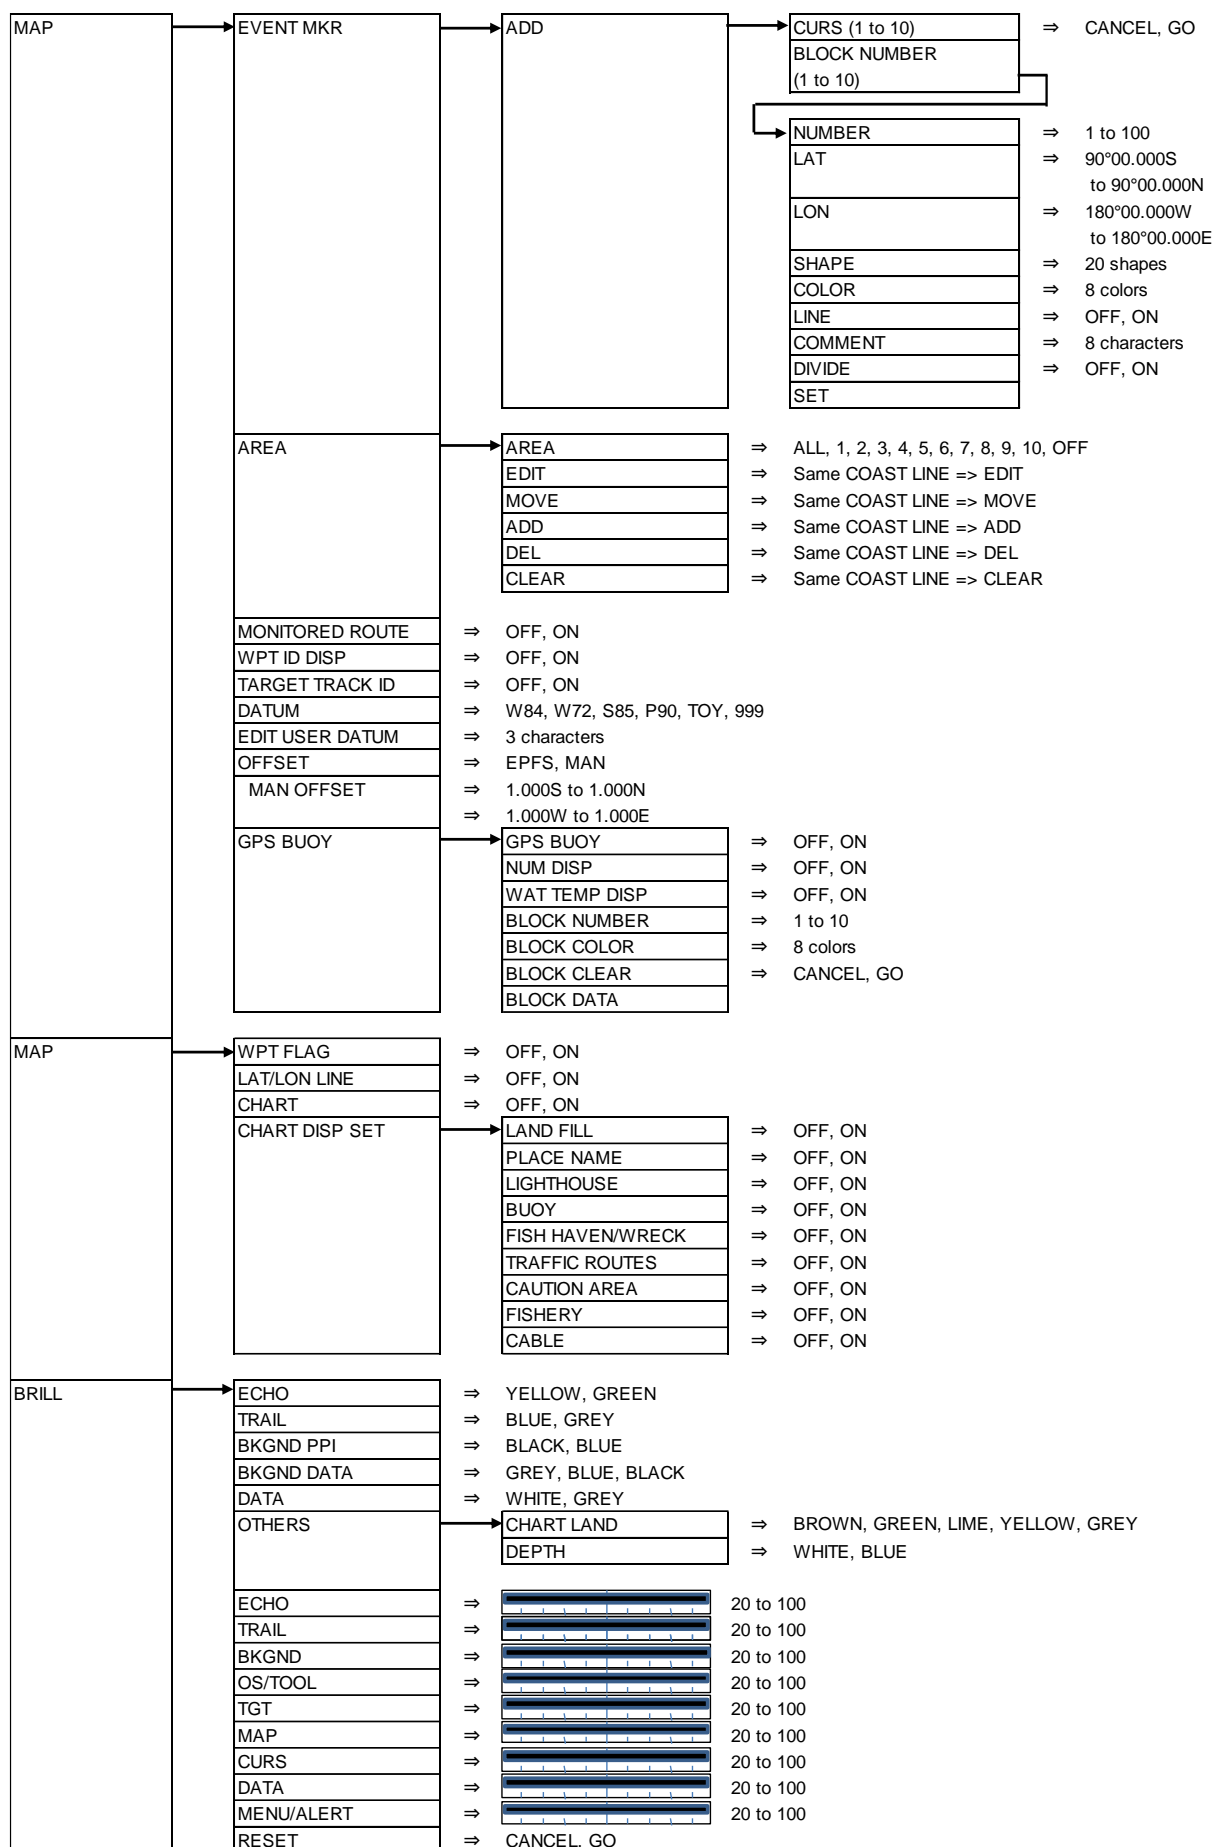 MAP EVENT MKR ADD CURS (1 to 10) ⇒ CANCEL, GO
BLOCK NUMBER
(1 to 10)
NUMBER ⇒ 1 to 100
LAT ⇒ 90°00.000S
to 90°00.000N
LON ⇒ 180°00.000W
to 180°00.000E
SHAPE ⇒ 20 shapes
COLOR ⇒ 8 colors
LINE ⇒ OFF, ON
COMMENT ⇒ 8 characters
DIVIDE ⇒ OFF, ON
SET
AREA AREA ⇒ ALL, 1, 2, 3, 4, 5, 6, 7, 8, 9, 10, OFF
EDIT ⇒ Same COAST LINE => EDIT
MOVE ⇒ Same COAST LINE => MOVE
ADD ⇒ Same COAST LINE => ADD
DEL ⇒ Same COAST LINE => DEL
CLEAR ⇒ Same COAST LINE => CLEAR
MONITORED ROUTE ⇒ OFF, ON
WPT ID DISP ⇒ OFF, ON
TARGET TRACK ID ⇒ OFF, ON
DATUM ⇒ W84, W72, S85, P90, TOY, 999
EDIT USER DATUM ⇒ 3 characters
OFFSET ⇒ EPFS, MAN
MAN OFFSET ⇒ 1.000S to 1.000N
⇒ 1.000W to 1.000E
GPS BUOY GPS BUOY ⇒ OFF, ON
NUM DISP ⇒ OFF, ON
WAT TEMP DISP ⇒ OFF, ON
BLOCK NUMBER ⇒ 1 to 10
BLOCK COLOR ⇒ 8 colors
BLOCK CLEAR ⇒ CANCEL, GO
BLOCK DATA
MAP WPT FLAG ⇒ OFF, ON
LAT/LON LINE ⇒ OFF, ON
CHART ⇒ OFF, ON
CHART DISP SET LAND FILL ⇒ OFF, ON
PLACE NAME ⇒ OFF, ON
LIGHTHOUSE ⇒ OFF, ON
BUOY ⇒ OFF, ON
FISH HAVEN/WRECK ⇒ OFF, ON
TRAFFIC ROUTES ⇒ OFF, ON
CAUTION AREA ⇒ OFF, ON
FISHERY ⇒ OFF, ON
CABLE ⇒ OFF, ON
BRILL ECHO ⇒ YELLOW, GREEN
TRAIL ⇒ BLUE, GREY
BKGND PPI ⇒ BLACK, BLUE
BKGND DATA ⇒ GREY, BLUE, BLACK
DATA ⇒ WHITE, GREY
OTHERS CHART LAND ⇒ BROWN, GREEN, LIME, YELLOW, GREY
DEPTH ⇒ WHITE, BLUE
ECHO ⇒ 20 to 100
TRAIL ⇒ 20 to 100
BKGND ⇒ 20 to 100
OS/TOOL ⇒ 20 to 100
TGT ⇒ 20 to 100
MAP ⇒ 20 to 100
CURS ⇒ 20 to 100
DATA ⇒ 20 to 100
MENU/ALERT ⇒ 20 to 100
RESET ⇒ CANCEL, GO